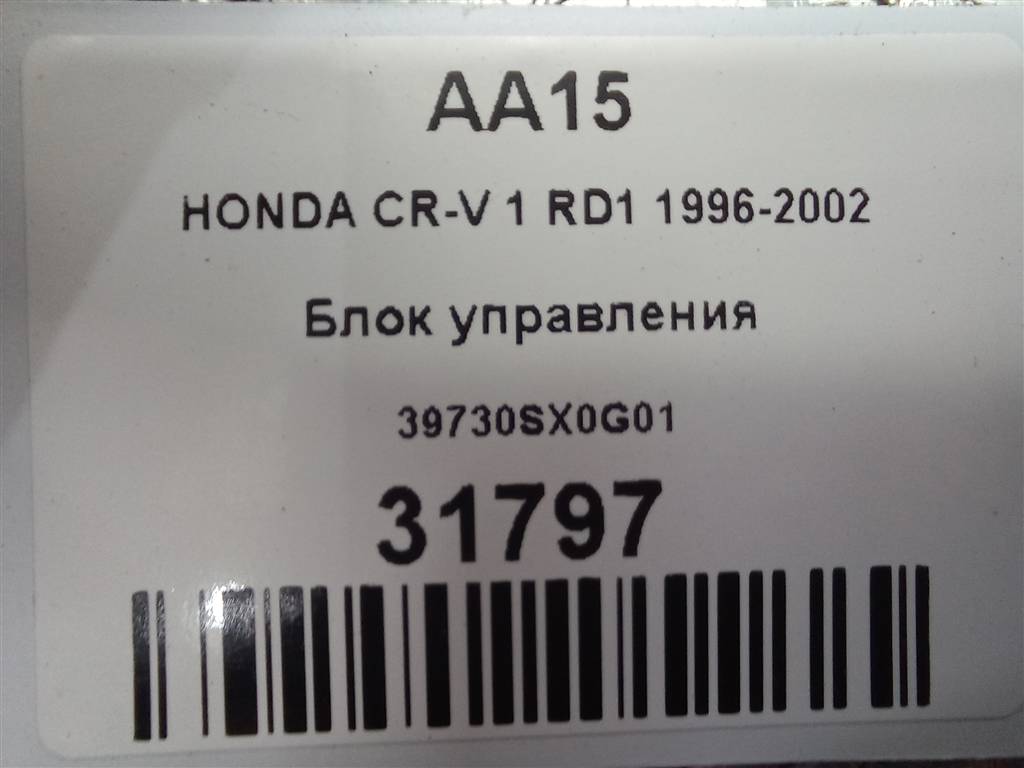 AA15
HONDA CR-V 1 RD1 1996-2002
Блок управления
39730SX0G01
31797